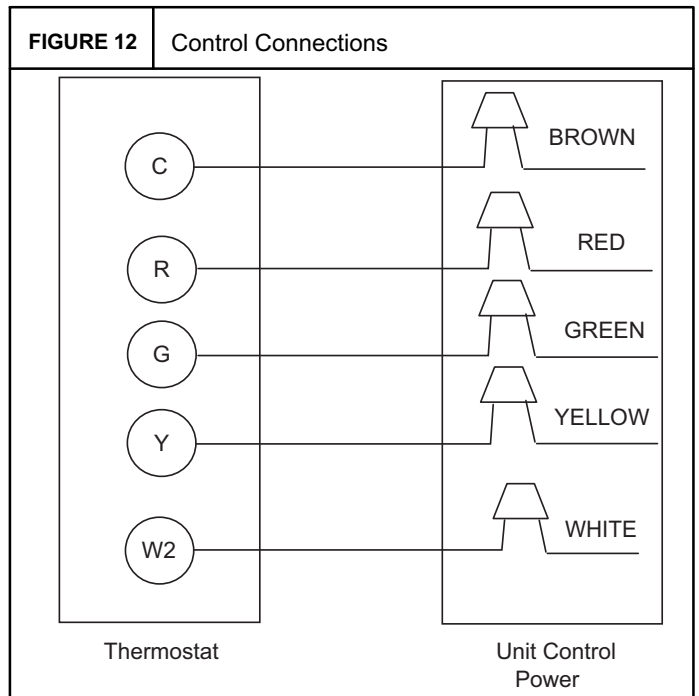 FIGURE 12 Control Connections
C BROWN
R RED
G GREEN
Y YELLOW
W2 WHITE
Thermostat Unit Control
Power